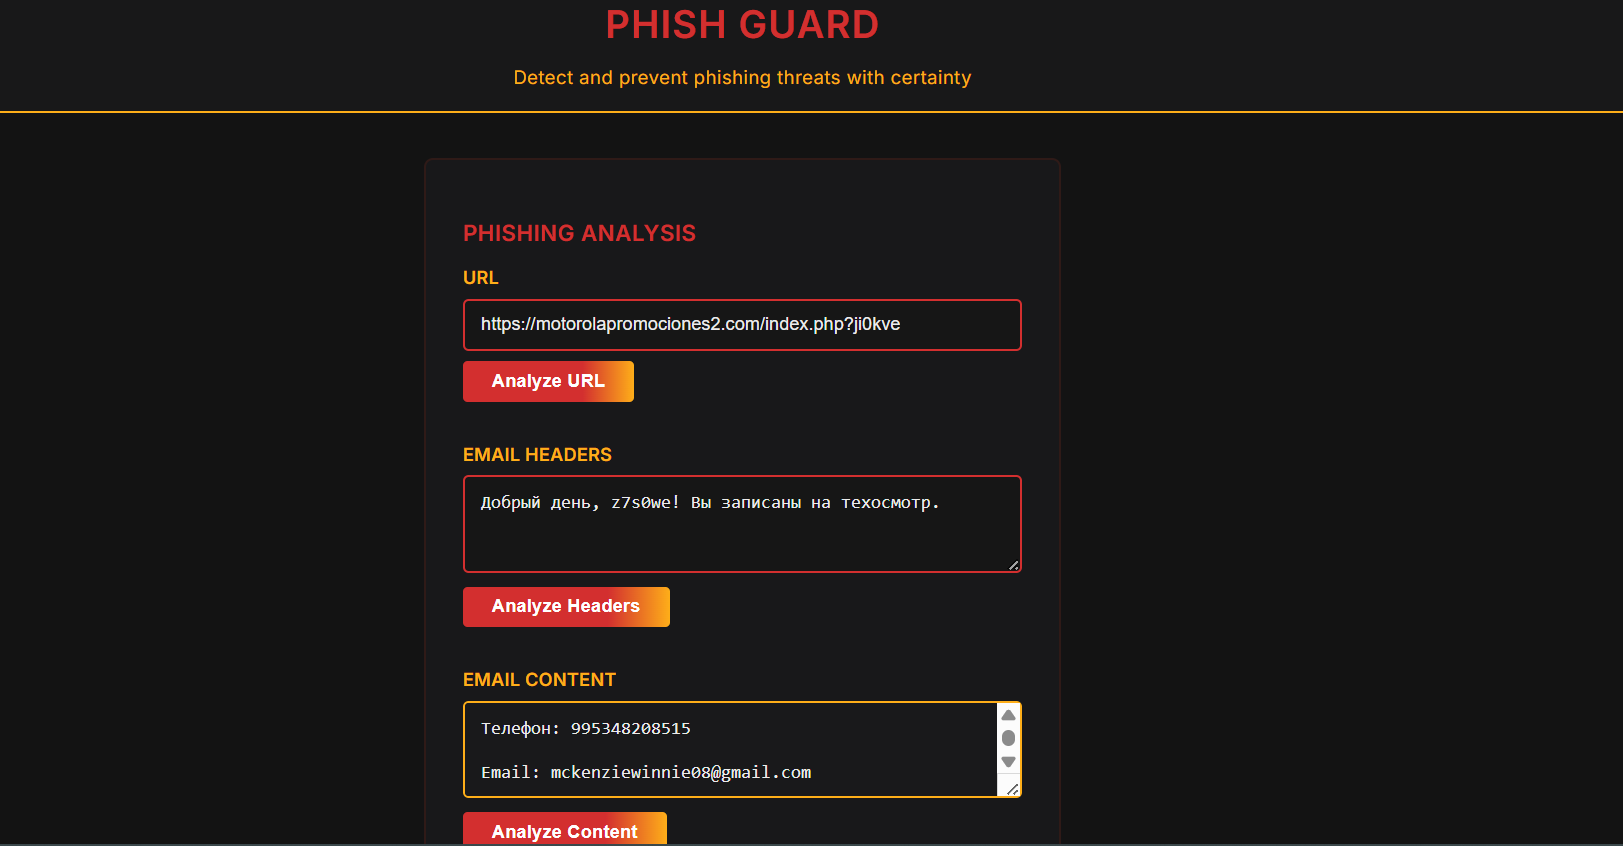 PHISH GUARD
Detect and prevent phishing threats with certainty
PHISHING ANALYSIS
URL
https://motorolapromociones2.com/index.php?ji0kve
Analyze URL
EMAIL HEADERS
Добрый день, z7s0we! Вы записаны на техосмотр.
Analyze Headers
EMAIL CONTENT
Телефон: 995348208515
Email: mckenziewinnie08@gmail.com
Analyze Content